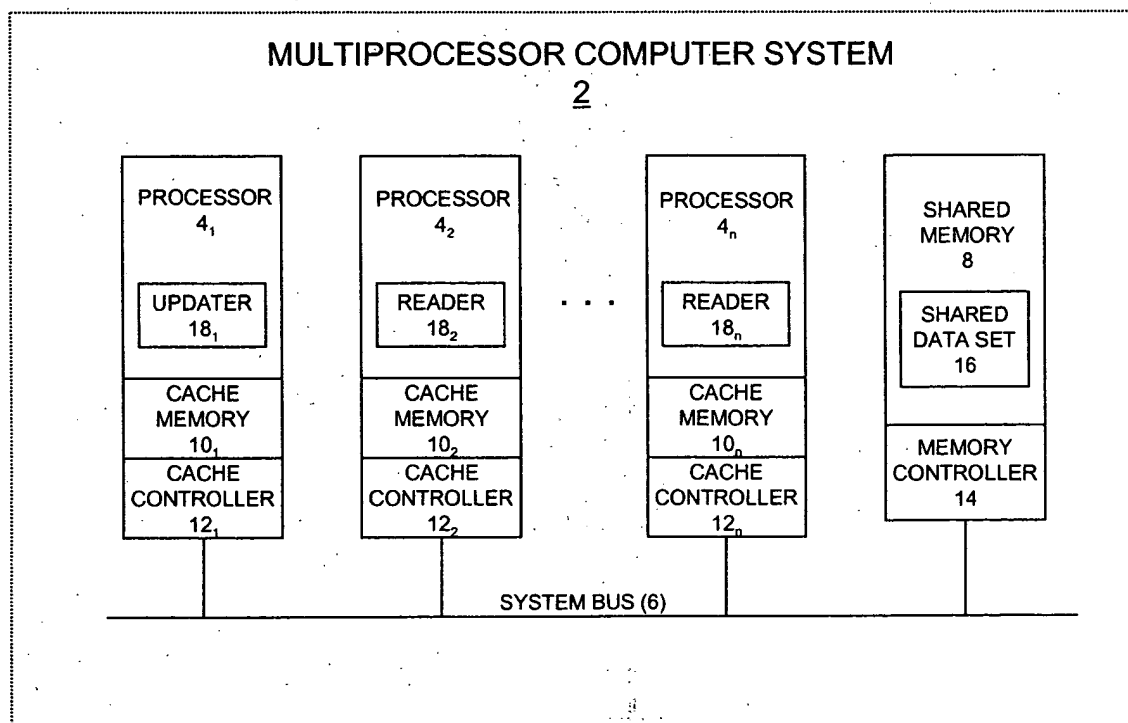 MULTIPROCESSOR COMPUTER SYSTEM
2
PROCESSOR
4₁
UPDATER
18₁
CACHE
MEMORY
10₁
CACHE
CONTROLLER
12₁
PROCESSOR
4₂
READER
18₂
CACHE
MEMORY
10₂
CACHE
CONTROLLER
12₂
. . .
PROCESSOR
4ₙ
READER
18ₙ
CACHE
MEMORY
10ₙ
CACHE
CONTROLLER
12ₙ
SHARED
MEMORY
8
SHARED
DATA SET
16
MEMORY
CONTROLLER
14
SYSTEM BUS (6)